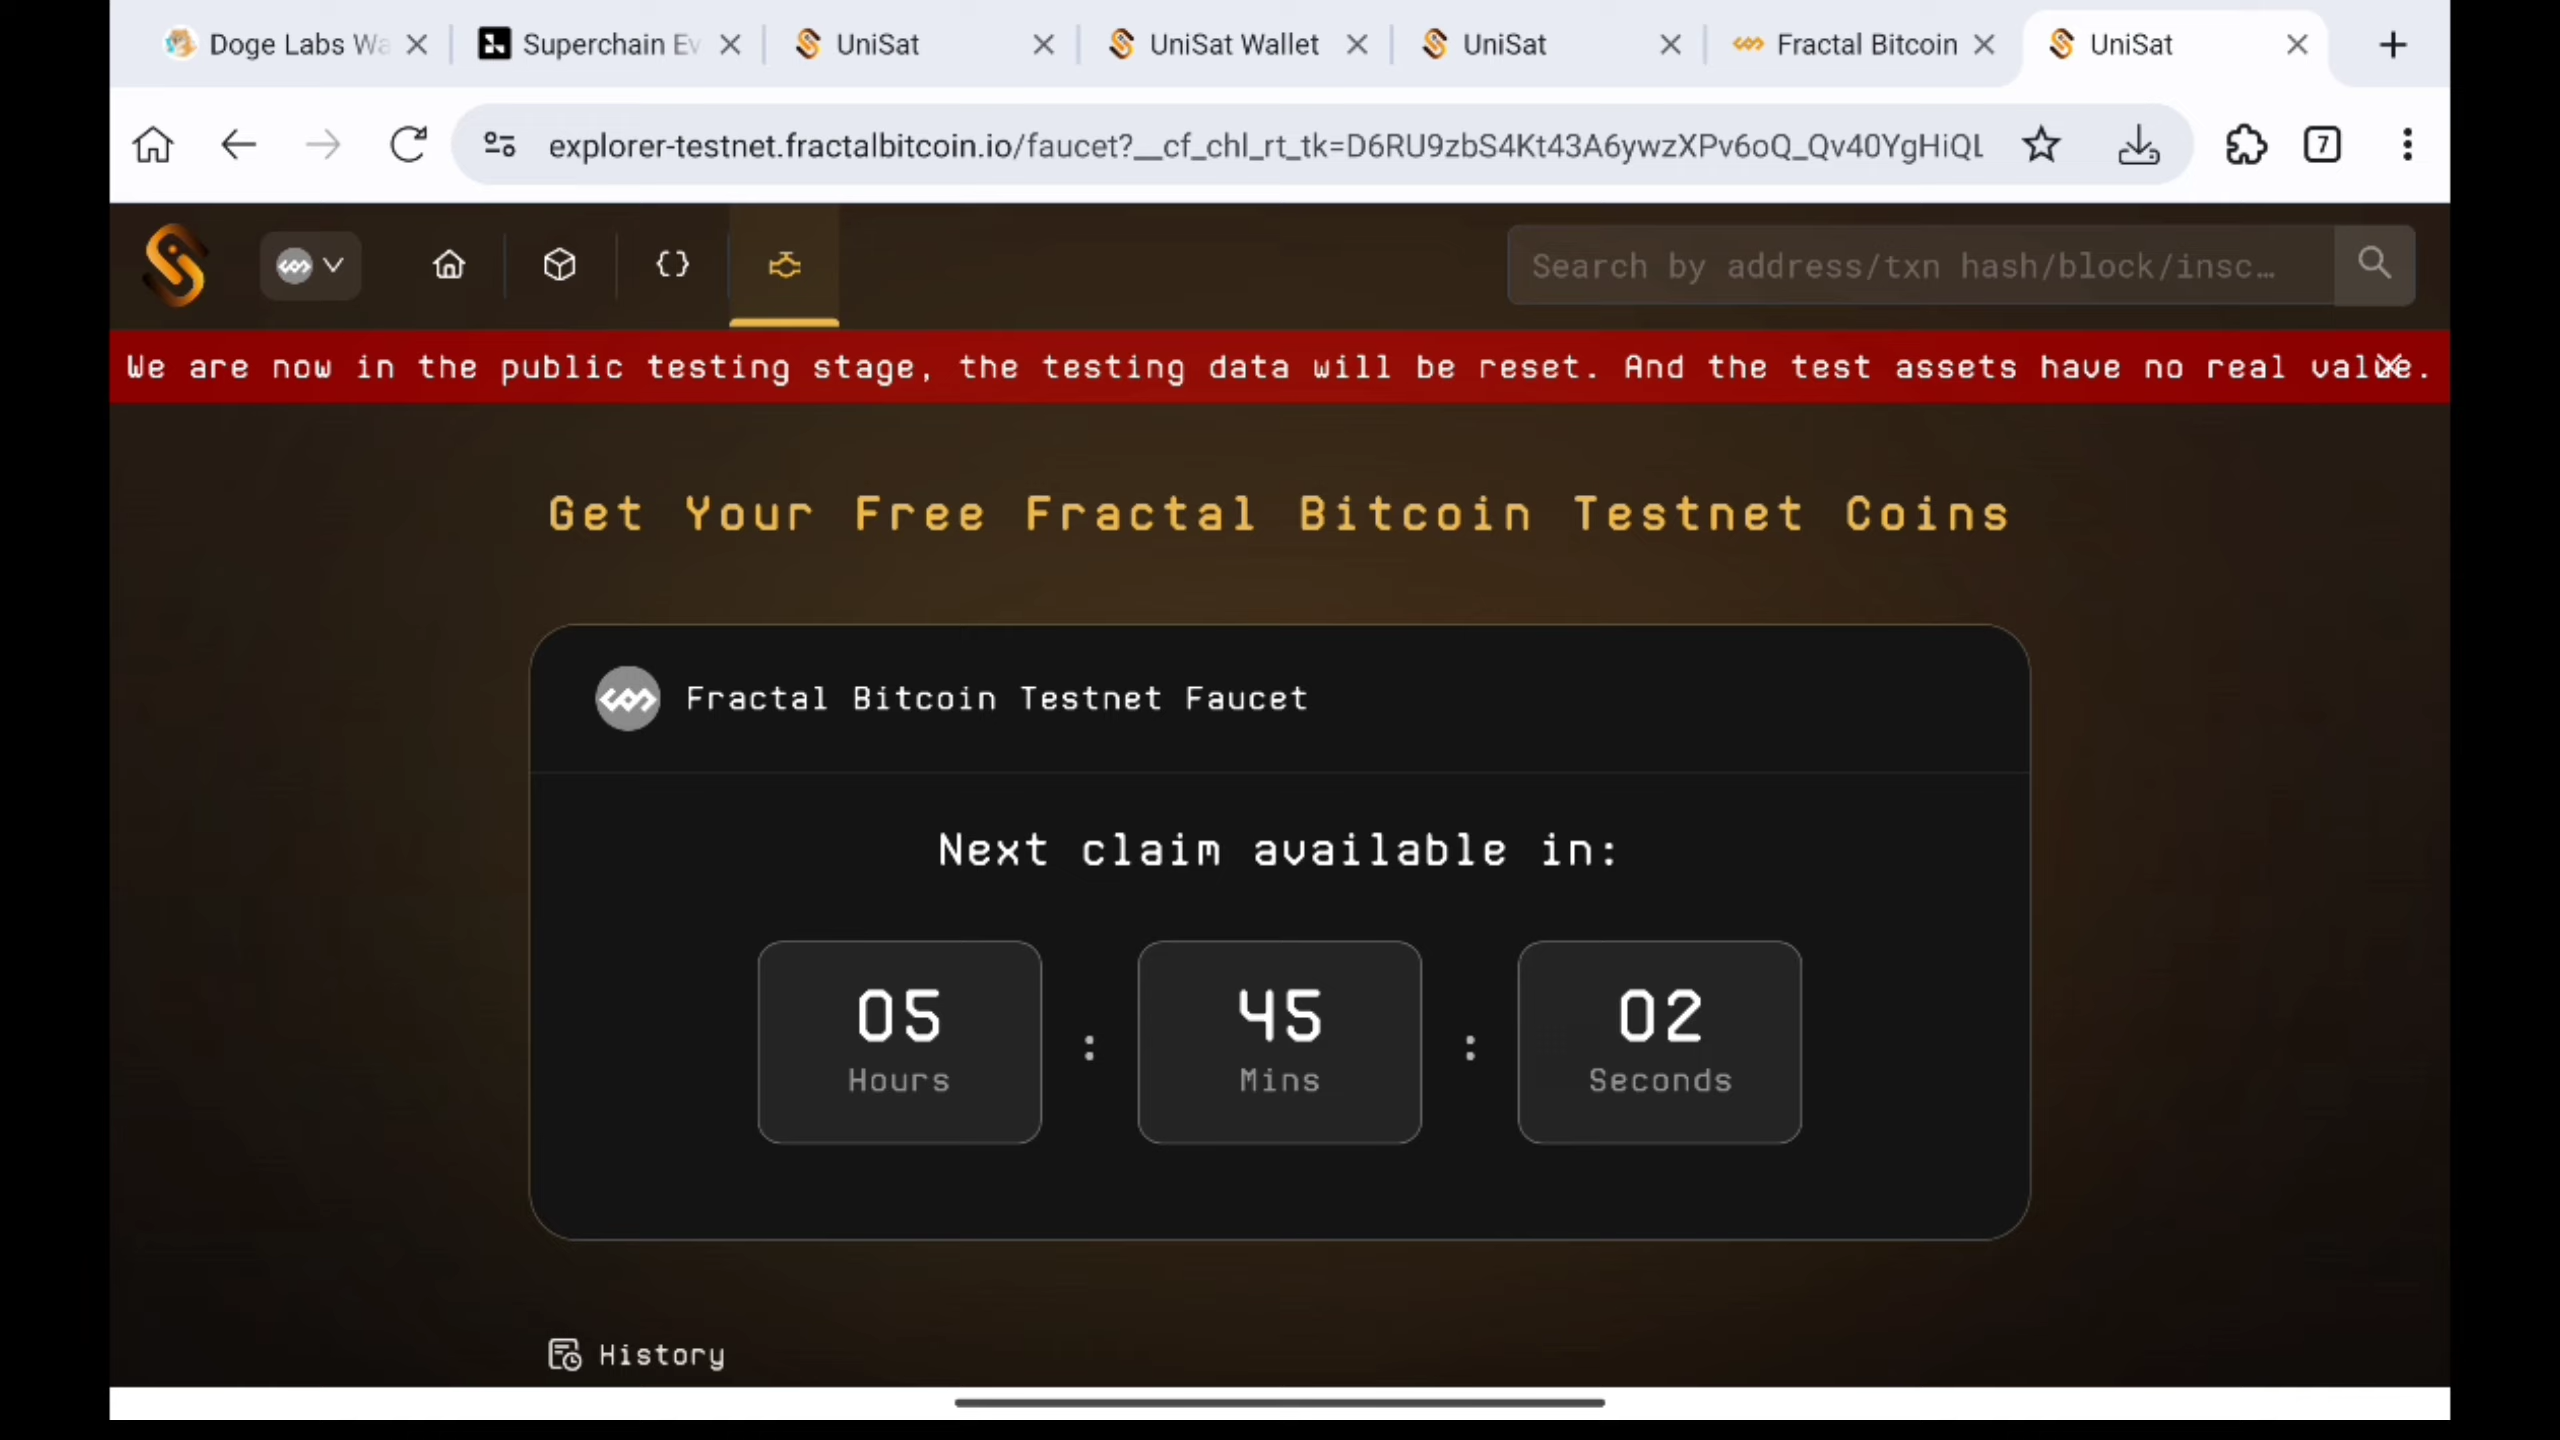 Doge Labs Wa
Superchain Ev
UniSat
UniSat Wallet
UniSat
Fractal Bitcoin
UniSat
explorer-testnet.fractalbitcoin.io/faucet?__cf_chl_rt_tk=D6RU9zbS4Kt43A6ywzXPv6oQ_Qv40YgHiQL
7
Search by address/txn hash/block/insc…
We are now in the public testing stage, the testing data will be reset. And the test assets have no real value.
Get Your Free Fractal Bitcoin Testnet Coins
Fractal Bitcoin Testnet Faucet
Next claim available in:
05 : 45 : 02
Hours Mins Seconds
History